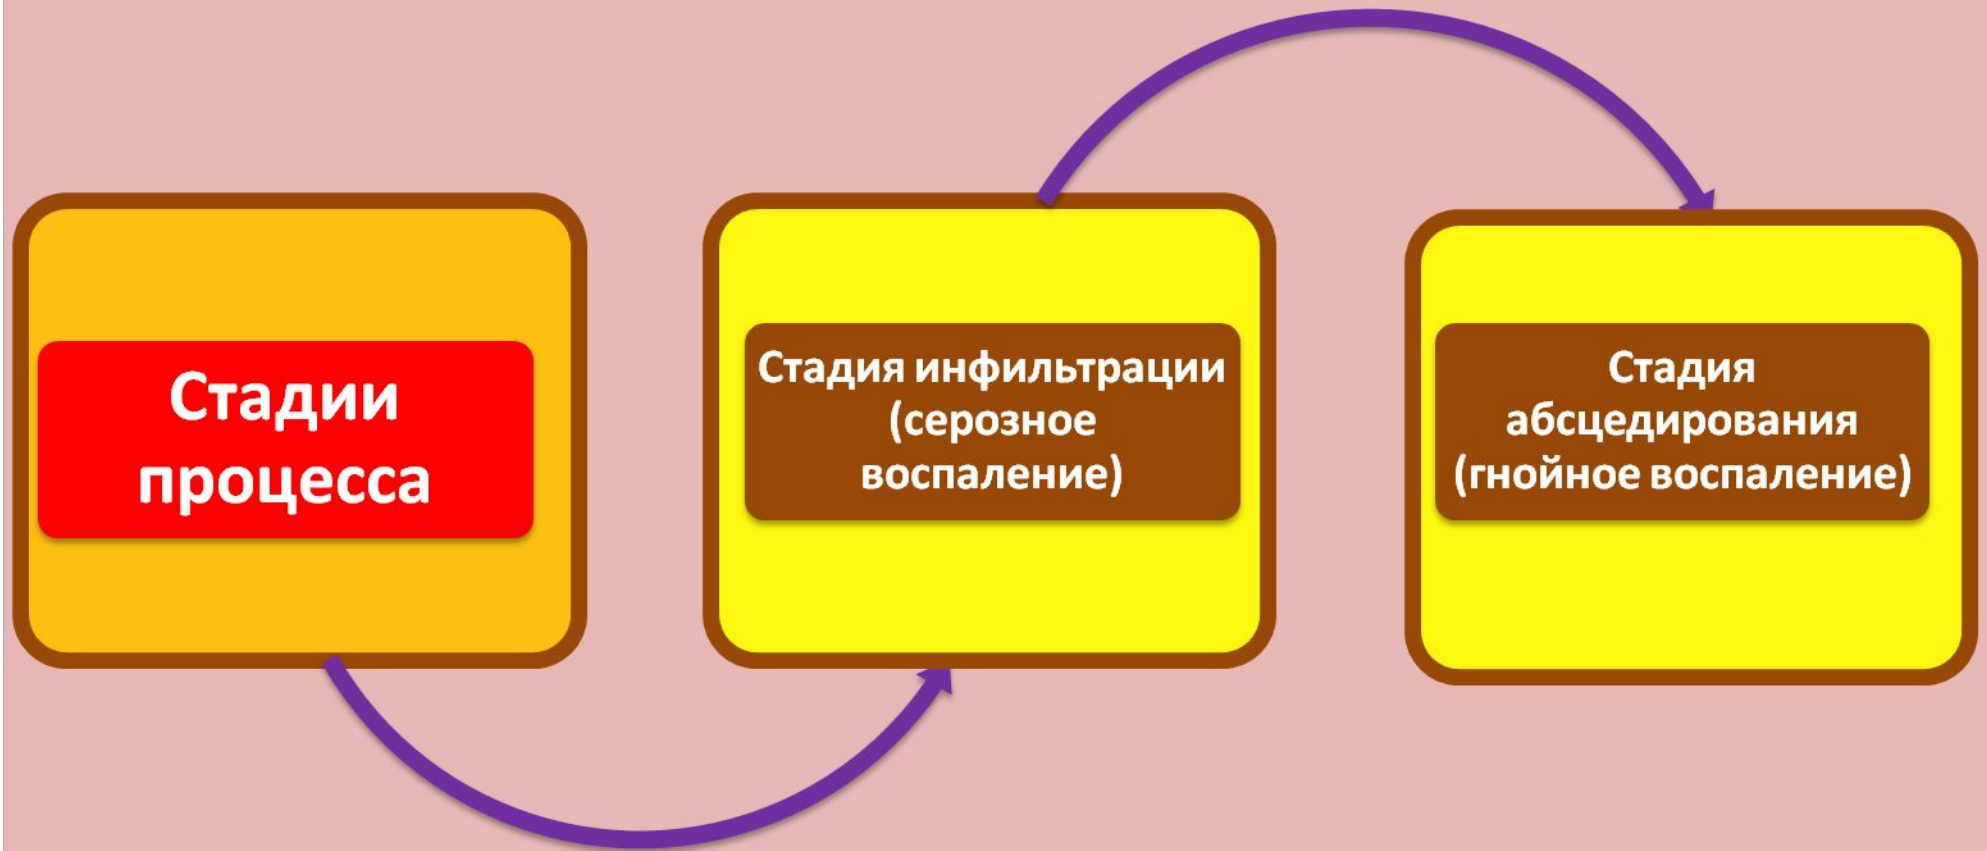 Стадии
процесса
Стадия инфильтрации
(серозное
воспаление)
Стадия
абсцедирования
(гнойное воспаление)